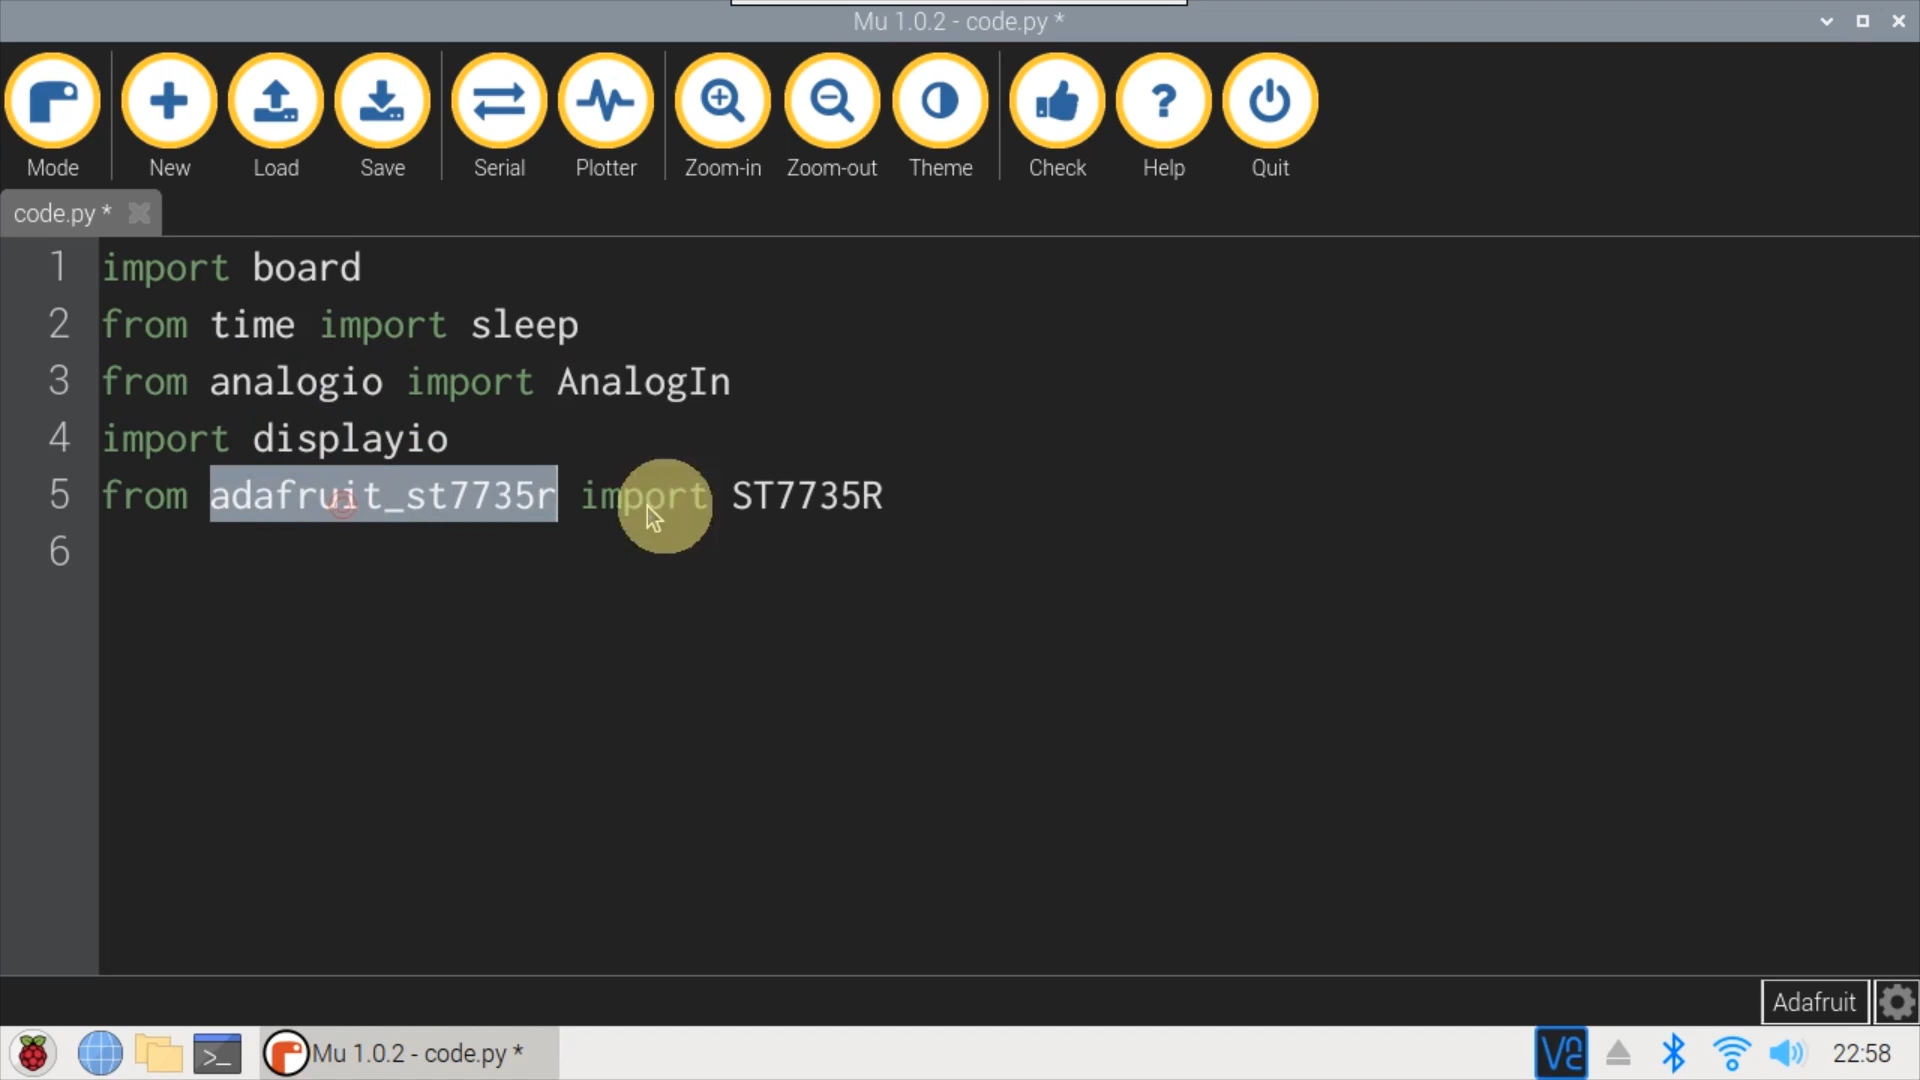 Mu 1.0.2 - code.py *
Mode New Load Save Serial Plotter Zoom-in Zoom-out Theme Check Help Quit
code.py *
1 import board
2 from time import sleep
3 from analogio import AnalogIn
4 import displayio
5 from adafruit_st7735r import ST7735R
6
Adafruit
Mu 1.0.2 - code.py * 22:58